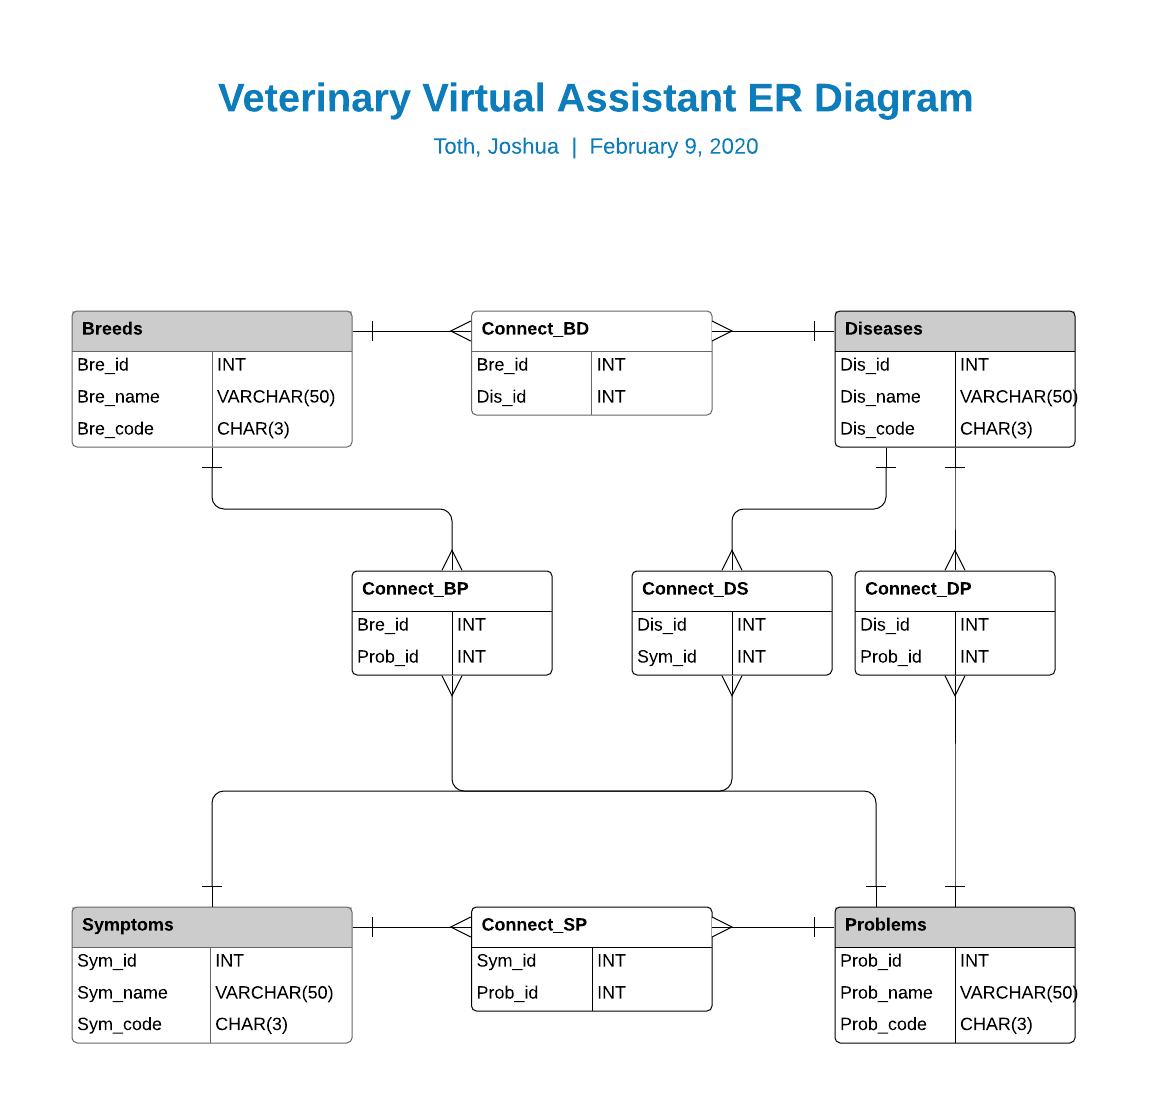 Veterinary Virtual Assistant ER Diagram
Toth, Joshua | February 9, 2020
Breeds
Bre_id INT
Bre_name VARCHAR(50)
Bre_code CHAR(3)
Connect_BD
Bre_id INT
Dis_id INT
Diseases
Dis_id INT
Dis_name VARCHAR(50)
Dis_code CHAR(3)
Connect_BP
Bre_id INT
Prob_id INT
Connect_DS
Dis_id INT
Sym_id INT
Connect_DP
Dis_id INT
Prob_id INT
Symptoms
Sym_id INT
Sym_name VARCHAR(50)
Sym_code CHAR(3)
Connect_SP
Sym_id INT
Prob_id INT
Problems
Prob_id INT
Prob_name VARCHAR(50)
Prob_code CHAR(3)